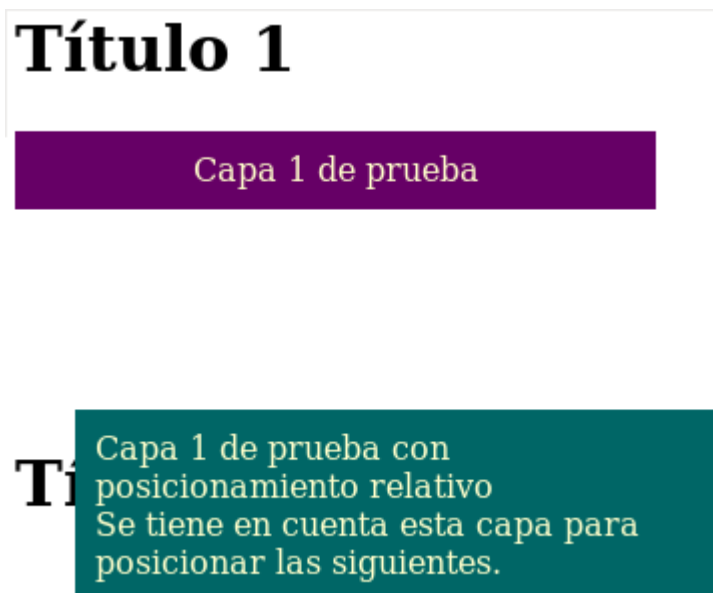 Título 1
Capa 1 de prueba
Capa 1 de prueba con
posicionamiento relativo
Se tiene en cuenta esta capa para
posicionar las siguientes.